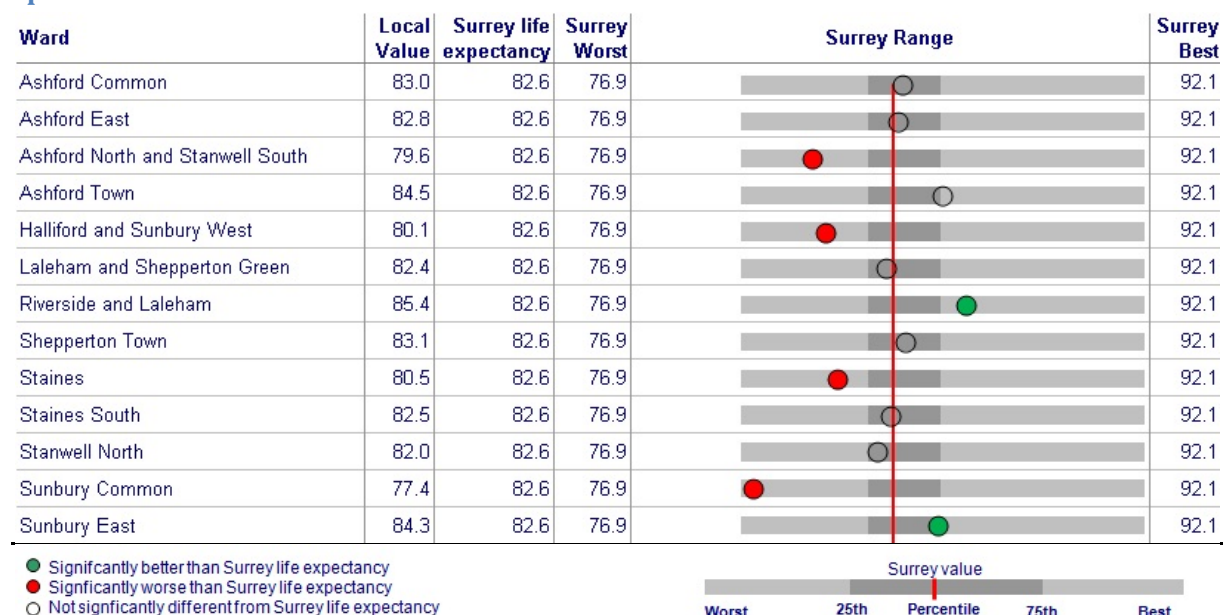 Ward Local Value Surrey life expectancy Surrey Worst Surrey Range Surrey Best
Ashford Common 83.0 82.6 76.9 92.1
Ashford East 82.8 82.6 76.9 92.1
Ashford North and Stanwell South 79.6 82.6 76.9 92.1
Ashford Town 84.5 82.6 76.9 92.1
Halliford and Sunbury West 80.1 82.6 76.9 92.1
Laleham and Shepperton Green 82.4 82.6 76.9 92.1
Riverside and Laleham 85.4 82.6 76.9 92.1
Shepperton Town 83.1 82.6 76.9 92.1
Staines 80.5 82.6 76.9 92.1
Staines South 82.5 82.6 76.9 92.1
Stanwell North 82.0 82.6 76.9 92.1
Sunbury Common 77.4 82.6 76.9 92.1
Sunbury East 84.3 82.6 76.9 92.1
Signifcantly better than Surrey life expectancy
Signficantly worse than Surrey life expectancy
Not signficantly different from Surrey life expectancy
Surrey value
Worst 25th Percentile 75th Best